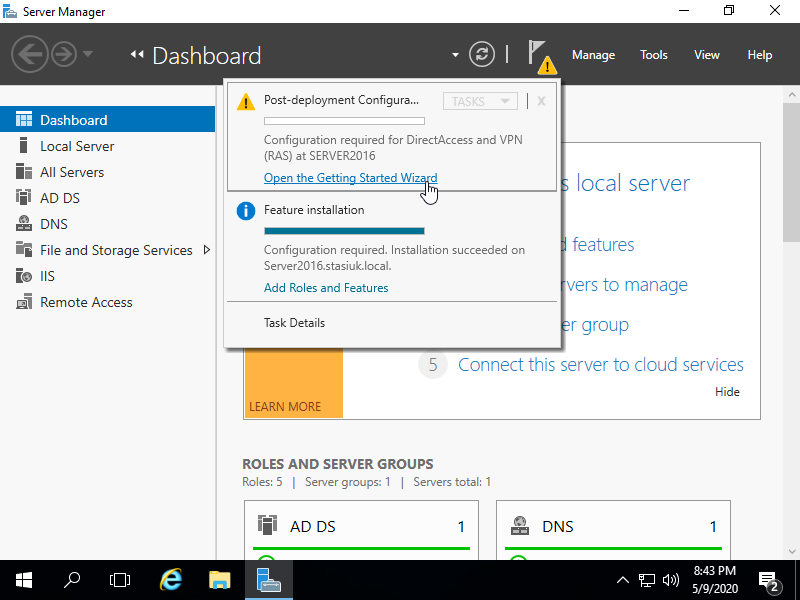 Server Manager
Dashboard
Manage Tools View Help
Dashboard
Local Server
All Servers
AD DS
DNS
File and Storage Services
IIS
Remote Access
Post-deployment Configura...
TASKS
X
Configuration required for DirectAccess and VPN
(RAS) at SERVER2016
Open the Getting Started Wizard
Feature installation
Configuration required. Installation succeeded on
Server2016.stasiuk.local.
Add Roles and Features
Task Details
s local server
d features
rvers to manage
er group
5 Connect this server to cloud services
Hide
LEARN MORE
ROLES AND SERVER GROUPS
Roles: 5 | Server groups: 1 | Servers total: 1
AD DS 1
DNS 1
8:43 PM
5/9/2020
2